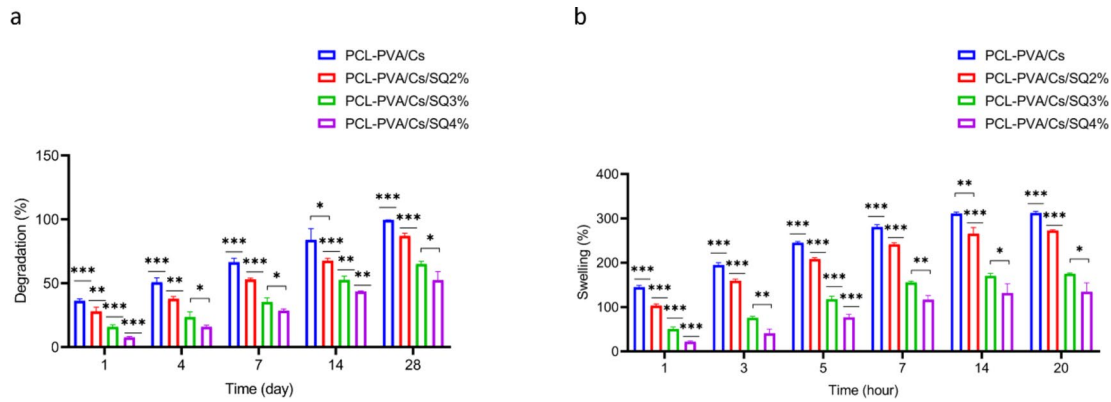 a
PCL-PVA/Cs
PCL-PVA/Cs/SQ2%
PCL-PVA/Cs/SQ3%
PCL-PVA/Cs/SQ4%
150
100
50
0
Degradation (%)
*** ** *** ***
*** ** *
*** *** *
* *** ** **
*** *** *
1 4 7 14 28
Time (day)
b
PCL-PVA/Cs
PCL-PVA/Cs/SQ2%
PCL-PVA/Cs/SQ3%
PCL-PVA/Cs/SQ4%
400
300
200
100
0
Swelling (%)
*** *** *** ***
*** *** **
*** *** *** ***
*** *** **
** *** *
*** *** *
1 3 5 7 14 20
Time (hour)